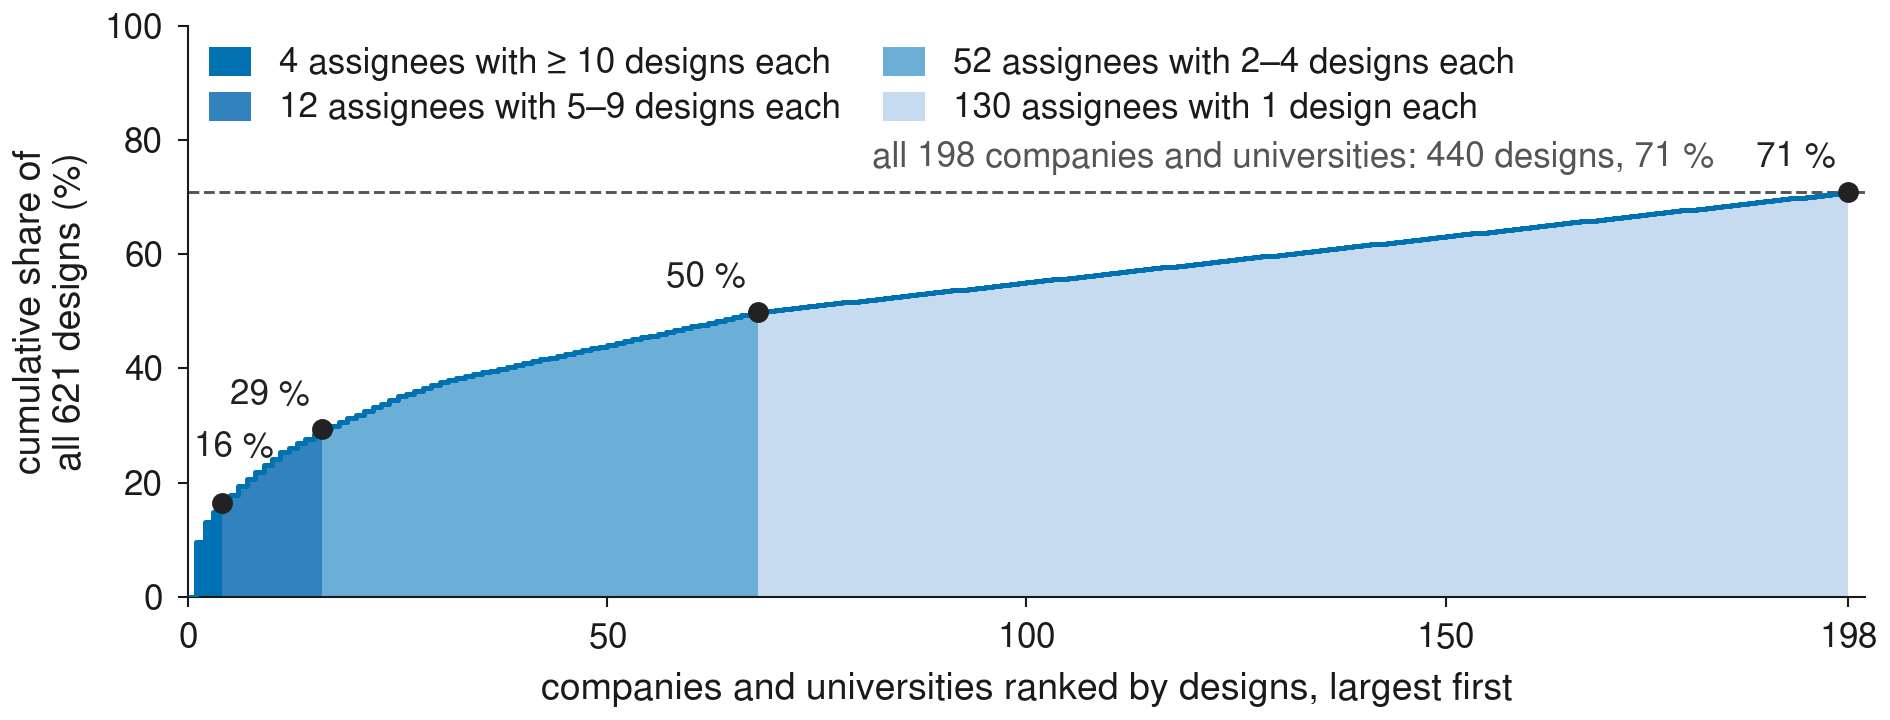 100
80
60
40
20
0
cumulative share of
all 621 designs (%)
4 assignees with ≥ 10 designs each
12 assignees with 5–9 designs each
52 assignees with 2–4 designs each
130 assignees with 1 design each
all 198 companies and universities: 440 designs, 71 %
71 %
50 %
29 %
16 %
0
50
100
150
198
companies and universities ranked by designs, largest first